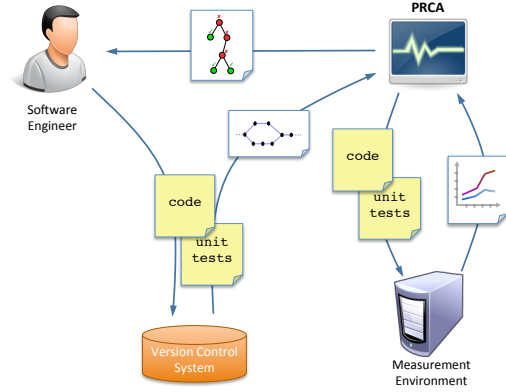 PRCA
Software
Engineer
code
unit
tests
code
unit
tests
Version Control
System
Measurement
Environment